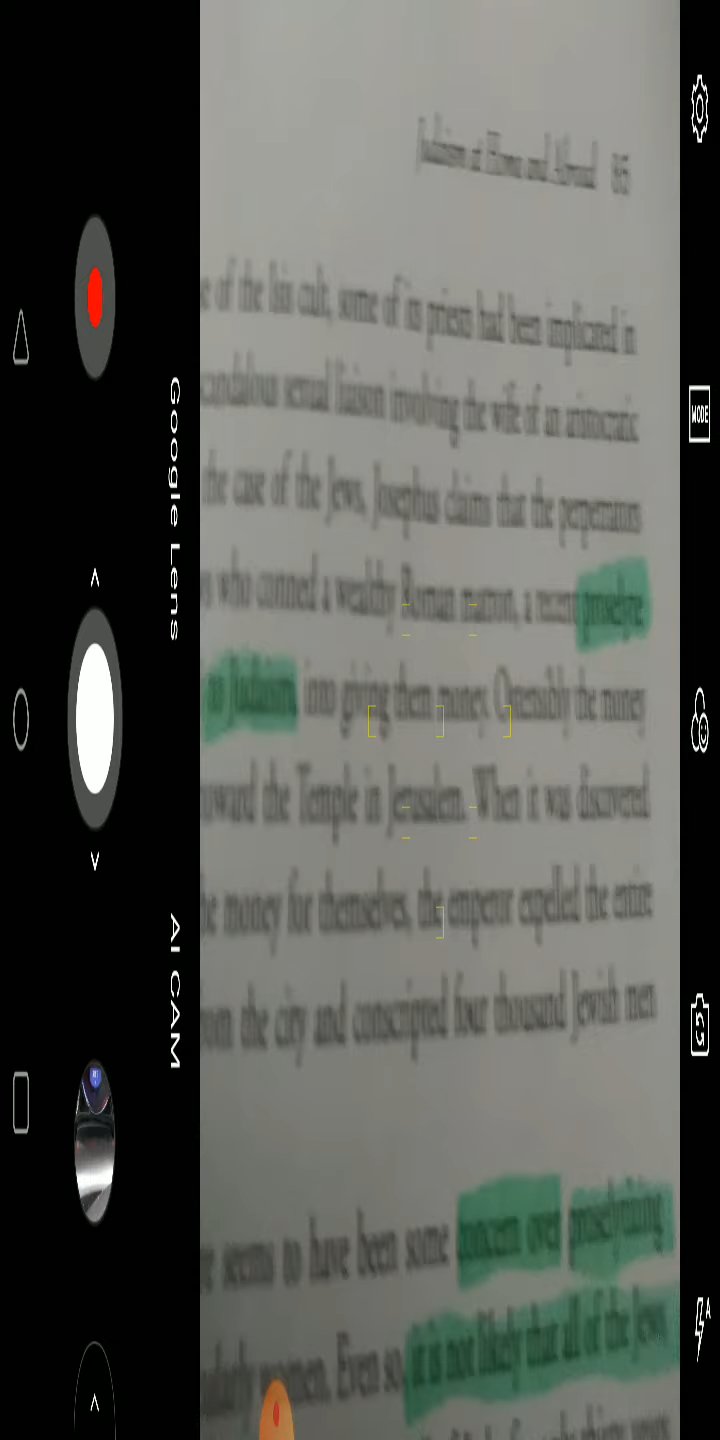 Judaism at Home and Abroad 85
of the Isis cult, some of its priests had been implicated in
scandalous sexual liaison involving the wife of an aristocratic
the case of the Jews, Josephus claims that the perpetrators
who conned a wealthy Roman matron, a recent proselyte
to Judaism, into giving them money. Ostensibly the money
toward the Temple in Jerusalem. When it was discovered
the money for themselves, the emperor expelled the entire
from the city and conscripted four thousand Jewish men
seems to have been some concern over proselytizing
women. Even so, it is not likely that all of the Jews
Google Lens
AI CAM
MODE